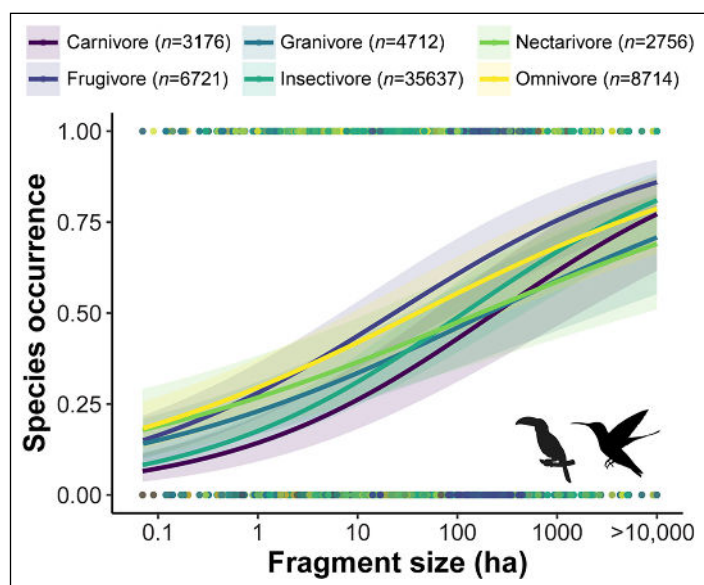 Carnivore (n=3176) Granivore (n=4712) Nectarivore (n=2756)
Frugivore (n=6721) Insectivore (n=35637) Omnivore (n=8714)
1.00
0.75
0.50
0.25
0.00
Species occurrence
0.1 1 10 100 1000 >10,000
Fragment size (ha)